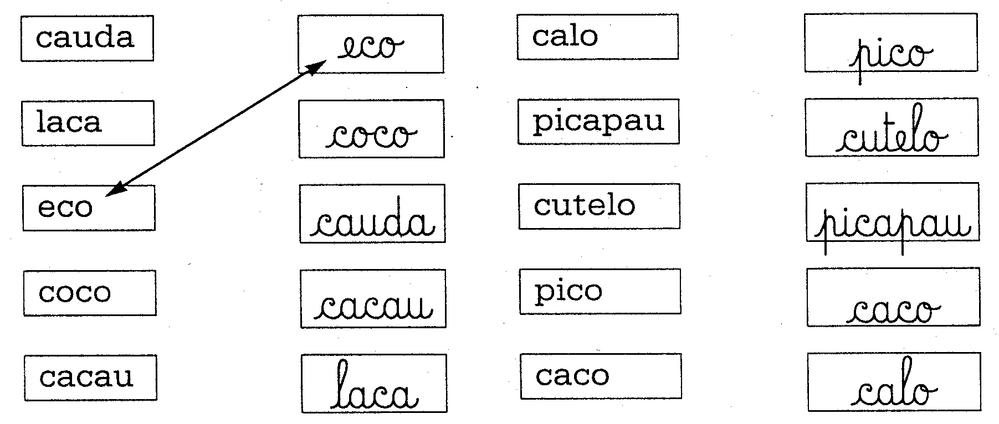 cauda eco calo pico
laca coco picapau cutelo
eco cauda cutelo picapau
coco cacau pico caco
cacau laca caco calo